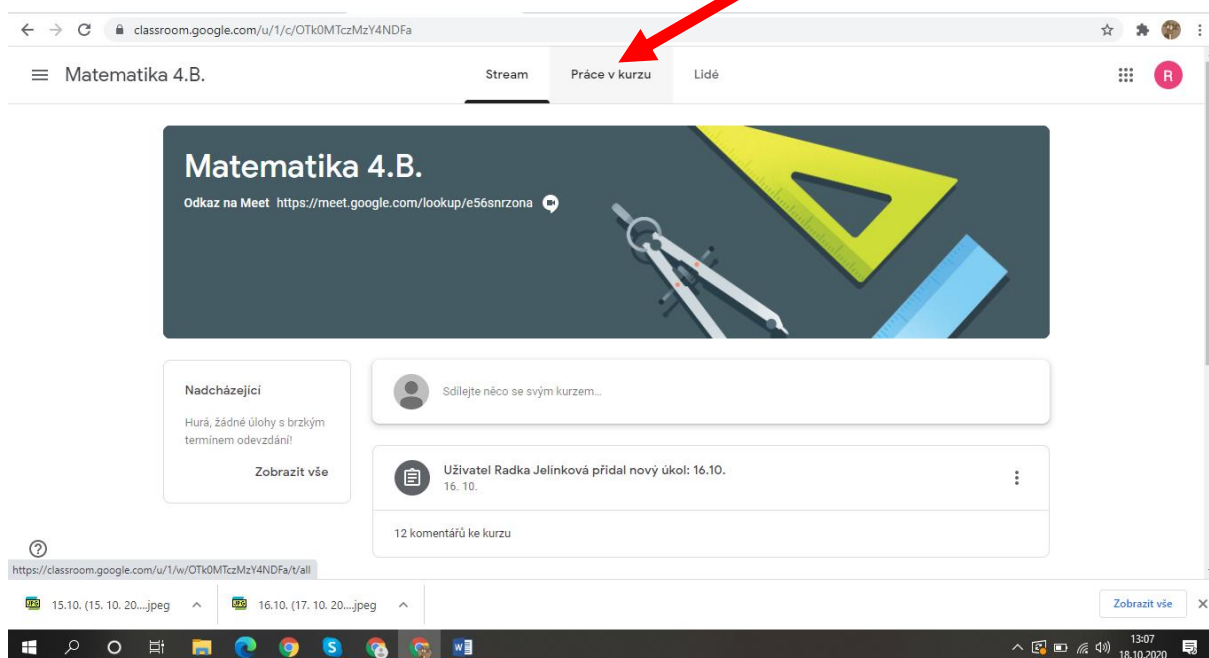 classroom.google.com/u/1/c/OTk0MTczMzY4NDFa
Matematika 4.B.
Stream
Práce v kurzu
Lidé
R
Matematika 4.B.
Odkaz na Meet https://meet.google.com/lookup/e56snrzona
Nadcházející
Hurá, žádné úlohy s brzkým
termínem odevzdání!
Zobrazit vše
Sdílejte něco se svým kurzem...
Uživatel Radka Jelínková přidal nový úkol: 16.10.
16. 10.
12 komentářů ke kurzu
https://classroom.google.com/u/1/w/OTk0MTczMzY4NDFa/t/all
15.10. (15. 10. 20....jpeg
16.10. (17. 10. 20....jpeg
Zobrazit vše
13:07
18.10.2020